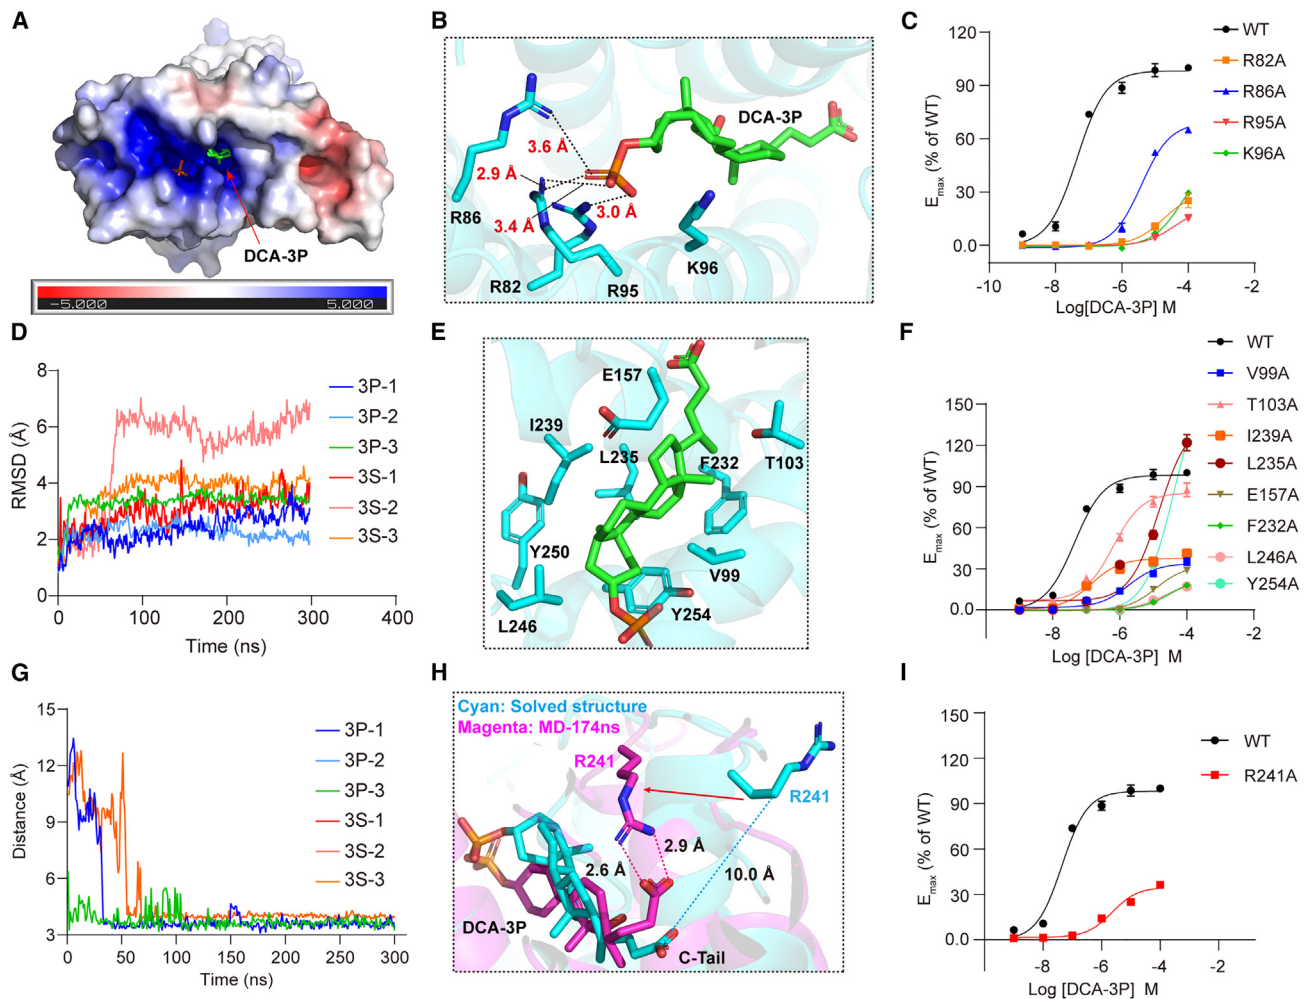 A
DCA-3P
-5.000
5.000
B
DCA-3P
3.6 Å
2.9 Å
3.4 Å
3.0 Å
R86
R82
R95
K96
C
Emax (% of WT)
120
90
60
30
0.0
-10
-8
-6
-4
-2
Log[DCA-3P] M
WT
R82A
R86A
R95A
K96A
D
RMSD (Å)
8
6
4
2
0
0
100
200
300
400
Time (ns)
3P-1
3P-2
3P-3
3S-1
3S-2
3S-3
E
E157
I239
L235
F232
T103
Y250
V99
Y254
L246
F
Emax (% of WT)
150
120
90
60
30
0.0
-8
-6
-4
-2
Log [DCA-3P] M
WT
V99A
T103A
I239A
L235A
E157A
F232A
L246A
Y254A
G
Distance (Å)
15
12
9
6
3
0
50
100
150
200
250
300
Time (ns)
3P-1
3P-2
3P-3
3S-1
3S-2
3S-3
H
Cyan: Solved structure
Magenta: MD-174ns
R241
R241
2.9 Å
2.6 Å
10.0 Å
DCA-3P
C-Tail
I
Emax (% of WT)
150
120
90
60
30
0.0
-8
-6
-4
-2
Log [DCA-3P] M
WT
R241A